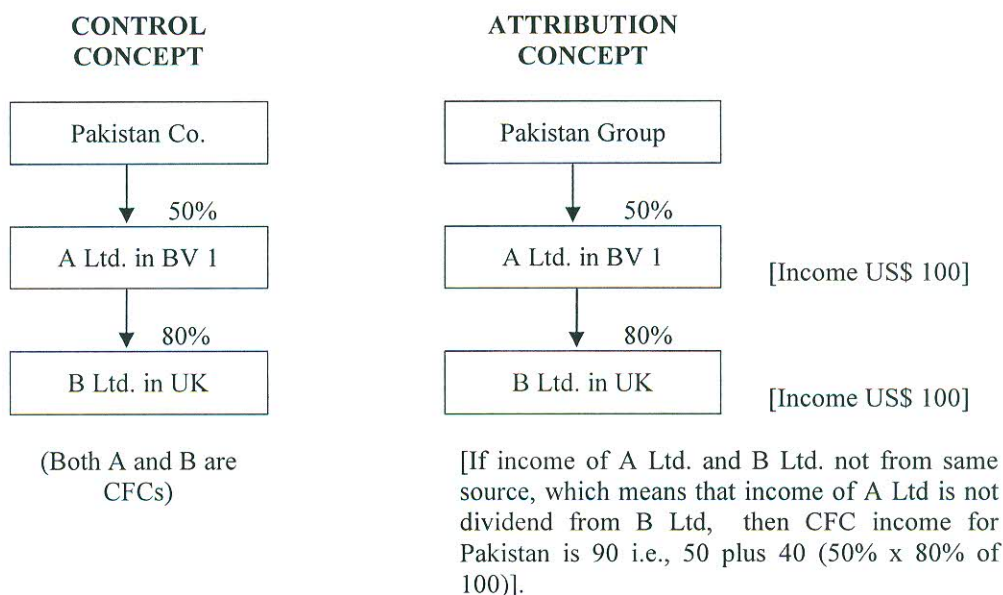 CONTROL
CONCEPT
Pakistan Co.
50%
A Ltd. in BV 1
80%
B Ltd. in UK
(Both A and B are
CFCs)
ATTRIBUTION
CONCEPT
Pakistan Group
50%
A Ltd. in BV 1
[Income US$ 100]
80%
B Ltd. in UK
[Income US$ 100]
[If income of A Ltd. and B Ltd. not from same
source, which means that income of A Ltd is not
dividend from B Ltd, then CFC income for
Pakistan is 90 i.e., 50 plus 40 (50% x 80% of
100)].